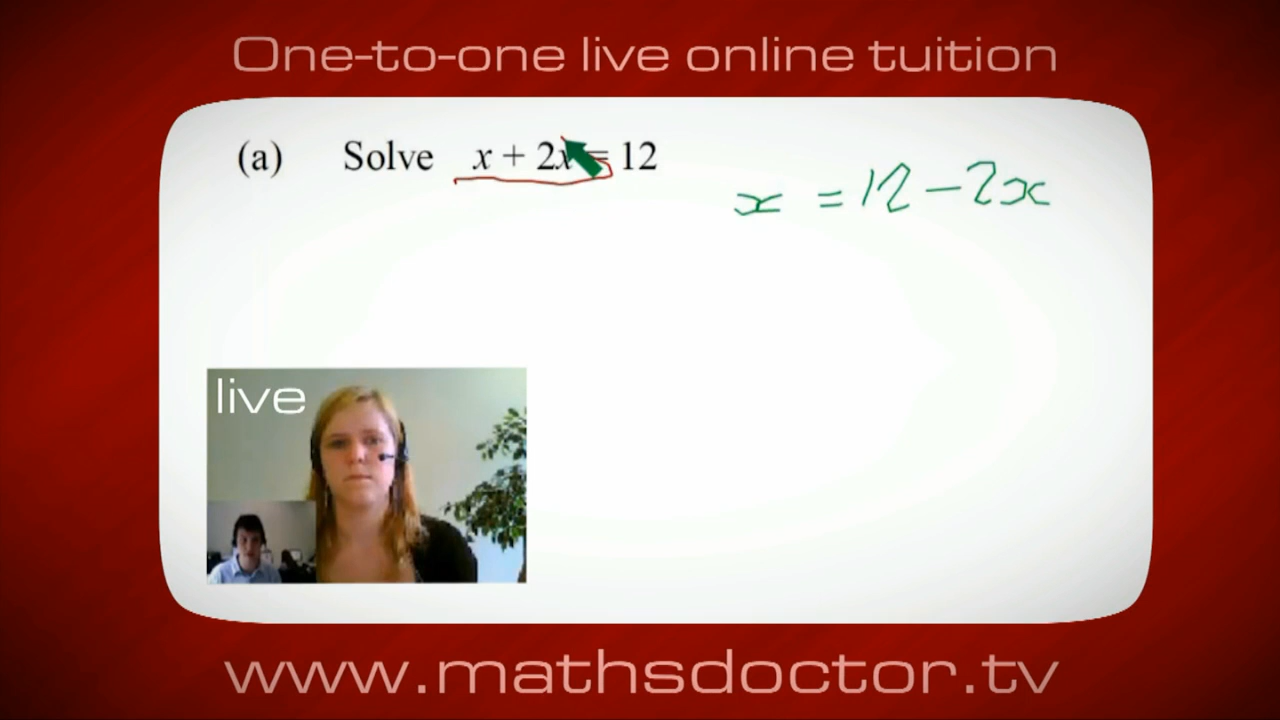 One-to-one live online tuition
(a) Solve x + 2x = 12
x = 12 - 2x
live
www.mathsdoctor.tv